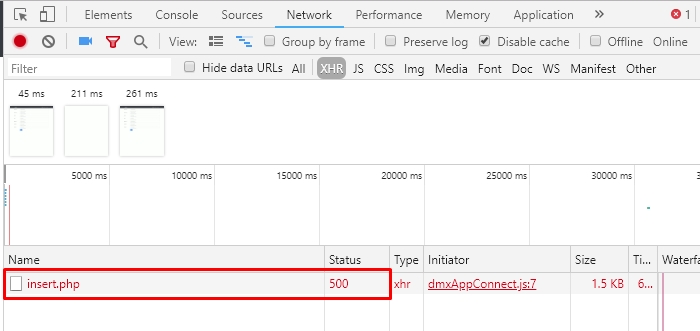 Elements Console Sources Network Performance Memory Application » 1
View: Group by frame Preserve log Disable cache Offline Online
Filter Hide data URLs All XHR JS CSS Img Media Font Doc WS Manifest Other
45 ms 211 ms 261 ms
5000 ms 10000 ms 15000 ms 20000 ms 25000 ms 30000 ms
Name Status Type Initiator Size Ti... Waterfa
insert.php 500 xhr dmxAppConnect.js:7 1.5 KB 6...